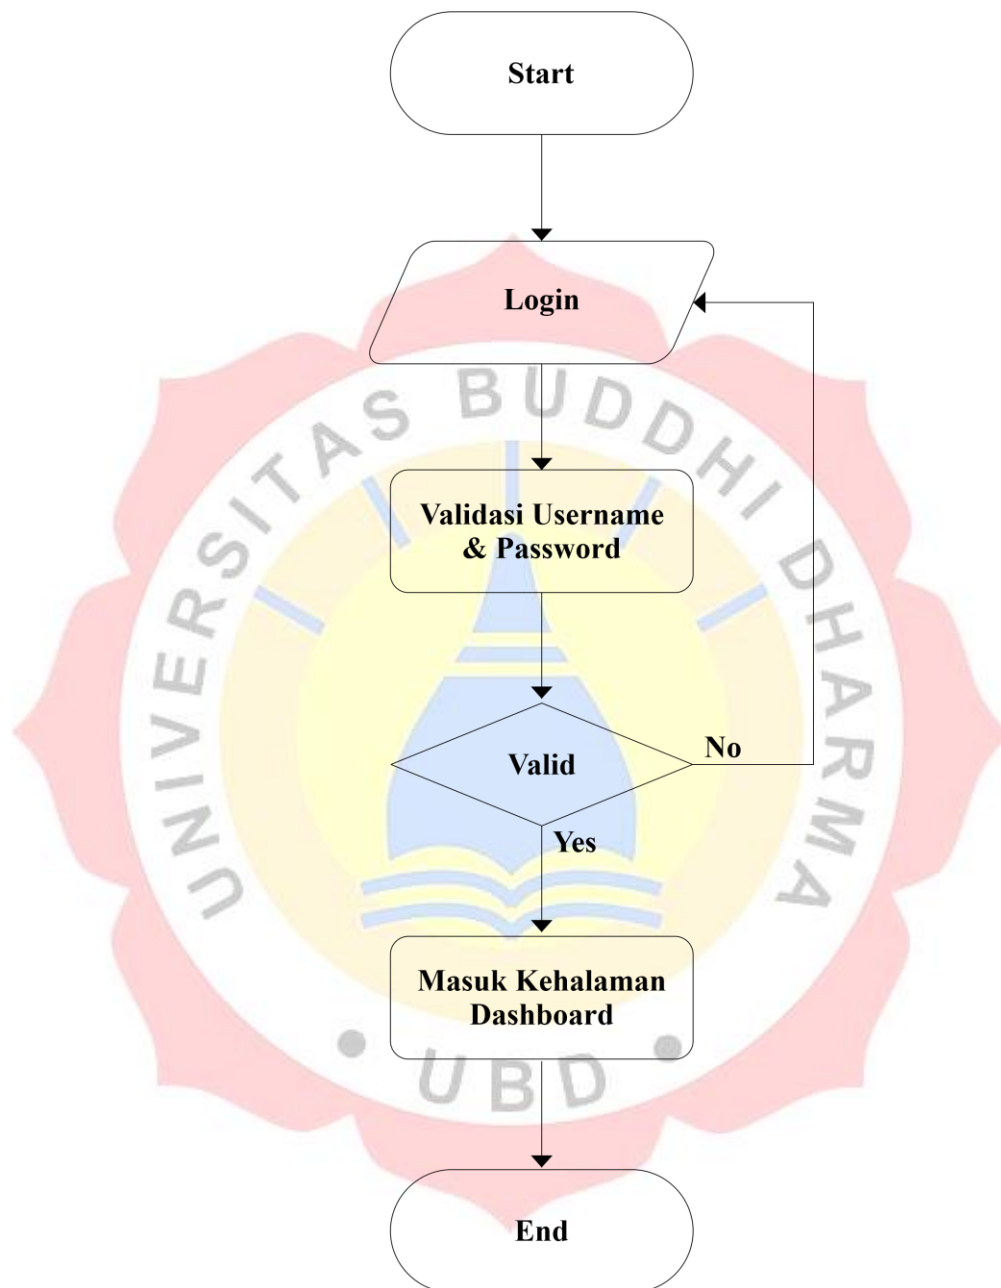 Start
Login
UNIVERSITAS BUDDHI DHARMA
Validasi Username
& Password
Valid
No
Yes
Masuk Kehalaman
Dashboard
• UBD •
End